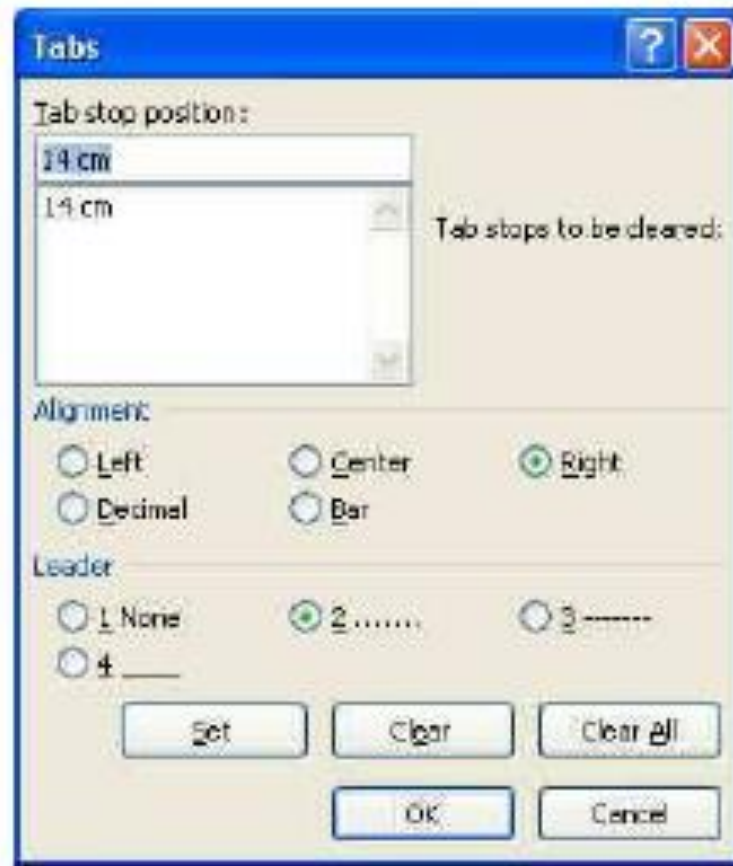 Tabs
Tab stop position:
14 cm
14 cm
Tab stops to be cleared:
Alignment
Left Center Right
Decimal Bar
Leader
1 None 2 ....... 3 -------
4 ____
Set Clear Clear All
OK Cancel